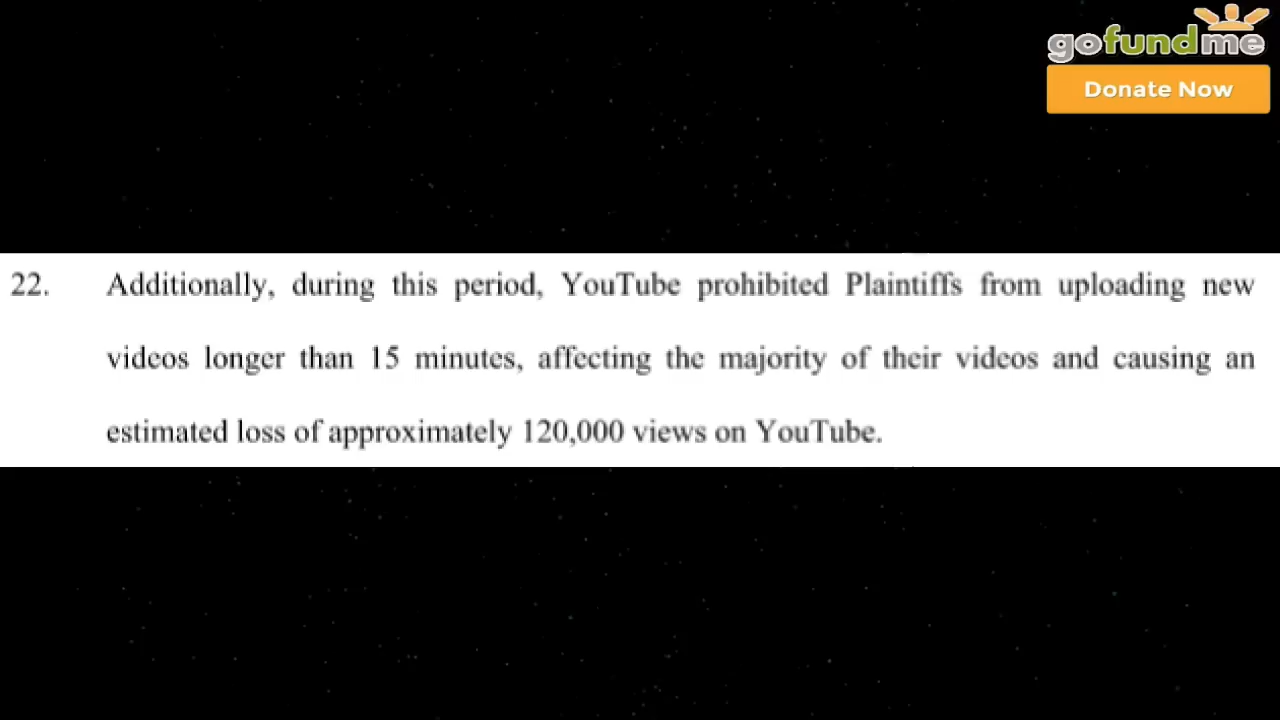 gofundme
Donate Now
22. Additionally, during this period, YouTube prohibited Plaintiffs from uploading new
videos longer than 15 minutes, affecting the majority of their videos and causing an
estimated loss of approximately 120,000 views on YouTube.